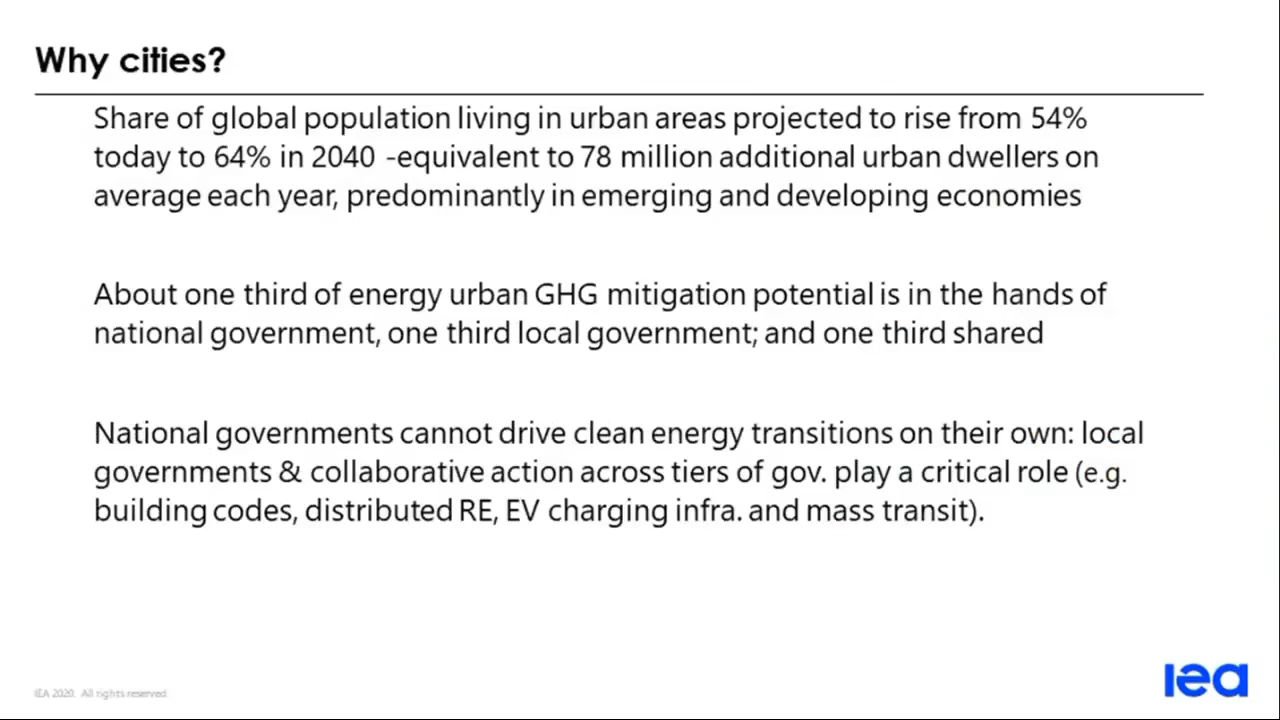 Why cities?
Share of global population living in urban areas projected to rise from 54%
today to 64% in 2040 -equivalent to 78 million additional urban dwellers on
average each year, predominantly in emerging and developing economies
About one third of energy urban GHG mitigation potential is in the hands of
national government, one third local government; and one third shared
National governments cannot drive clean energy transitions on their own: local
governments & collaborative action across tiers of gov. play a critical role (e.g.
building codes, distributed RE, EV charging infra. and mass transit).
IEA 2020. All rights reserved
iea